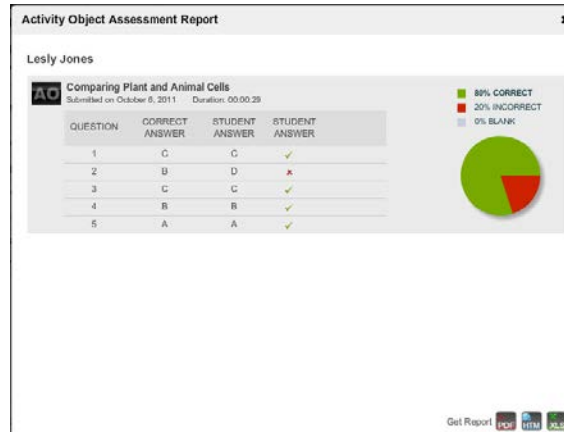 Activity Object Assessment Report
Lesly Jones
AO
Comparing Plant and Animal Cells
Submitted on October 6, 2011 Duration: 00:00:29
QUESTION CORRECT ANSWER STUDENT ANSWER STUDENT ANSWER
1 C C ✓
2 B D ✗
3 C C ✓
4 B B ✓
5 A A ✓
80% CORRECT
20% INCORRECT
0% BLANK
Get Report PDF HTM XLS